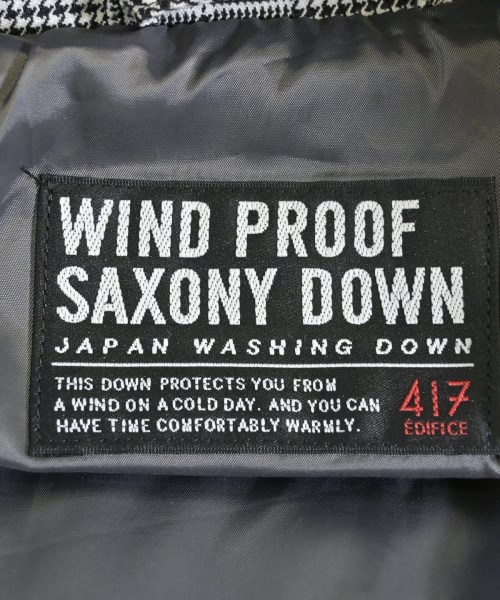 WIND PROOF
SAXONY DOWN
JAPAN WASHING DOWN
THIS DOWN PROTECTS YOU FROM
A WIND ON A COLD DAY. AND YOU CAN
HAVE TIME COMFORTABLY WARMLY.
417
ÉDIFICE